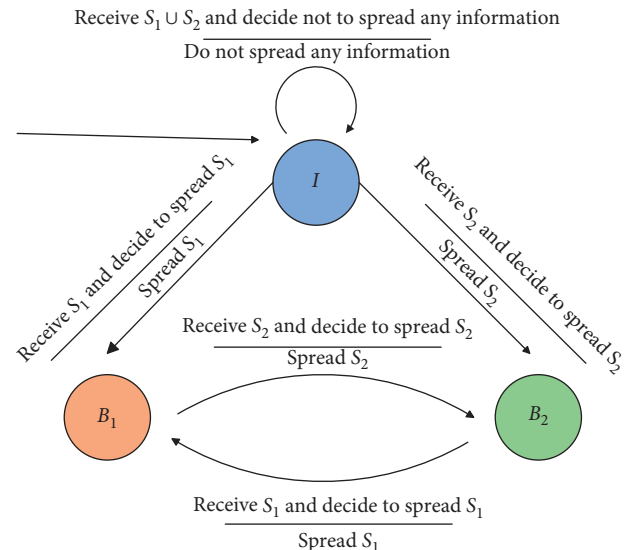 Receive S₁ ∪ S₂ and decide not to spread any information
Do not spread any information
I
Receive S₁ and decide to spread S₁
Spread S₁
Receive S₂ and decide to spread S₂
Spread S₂
Receive S₂ and decide to spread S₂
Spread S₂
B₁
B₂
Receive S₁ and decide to spread S₁
Spread S₁